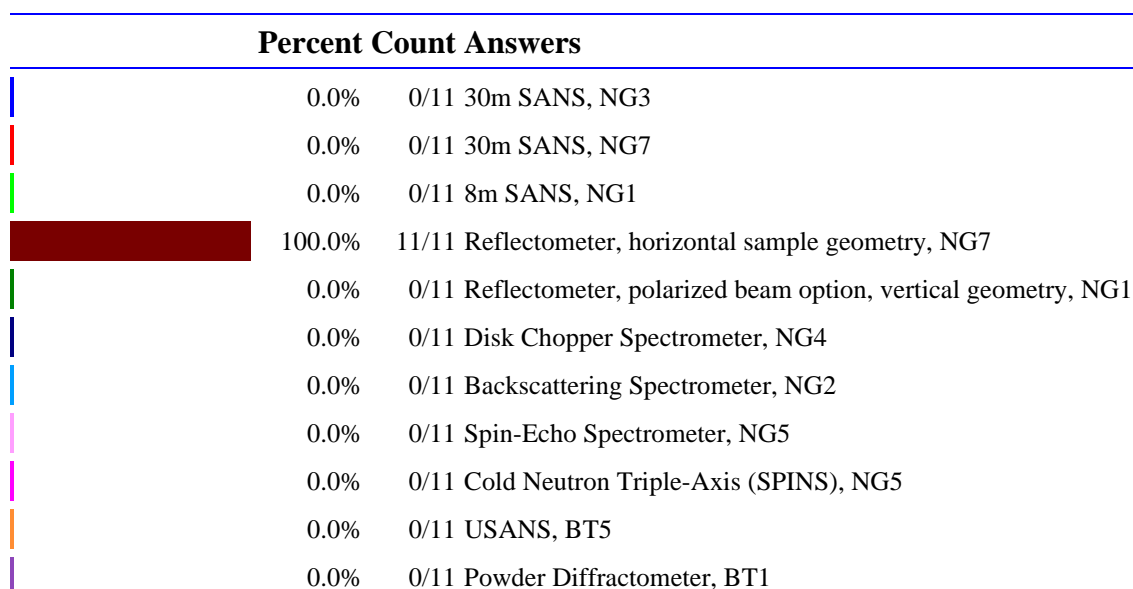 Percent Count Answers
0.0% 0/11 30m SANS, NG3
0.0% 0/11 30m SANS, NG7
0.0% 0/11 8m SANS, NG1
100.0% 11/11 Reflectometer, horizontal sample geometry, NG7
0.0% 0/11 Reflectometer, polarized beam option, vertical geometry, NG1
0.0% 0/11 Disk Chopper Spectrometer, NG4
0.0% 0/11 Backscattering Spectrometer, NG2
0.0% 0/11 Spin-Echo Spectrometer, NG5
0.0% 0/11 Cold Neutron Triple-Axis (SPINS), NG5
0.0% 0/11 USANS, BT5
0.0% 0/11 Powder Diffractometer, BT1